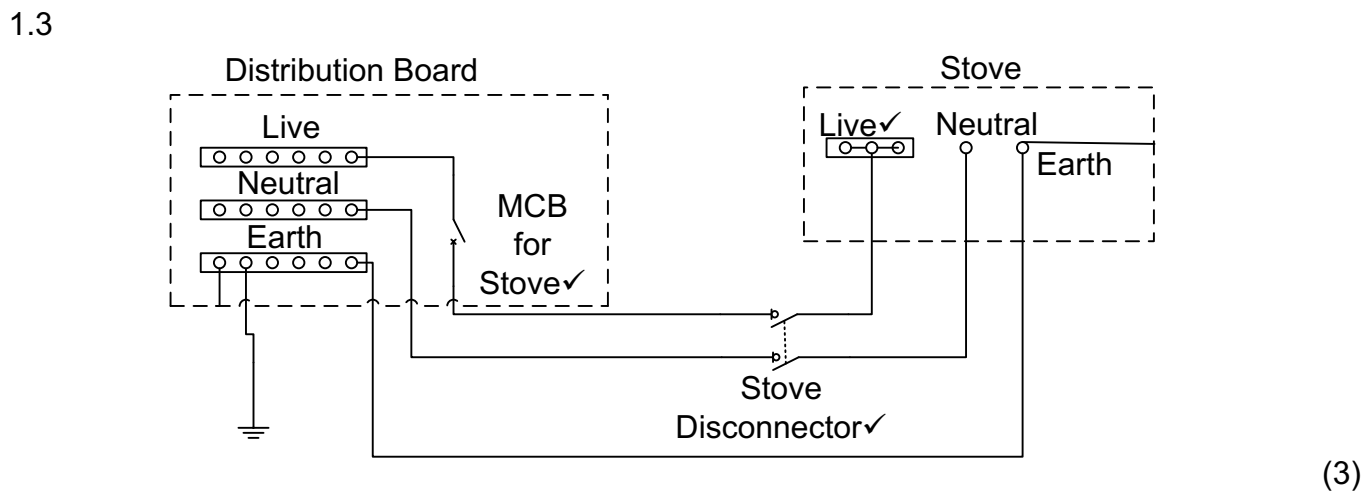 1.3
Distribution Board
Stove
Live
Live✓
Neutral
Neutral
Earth
MCB
for
Stove✓
Earth
Stove
Disconnector✓
(3)